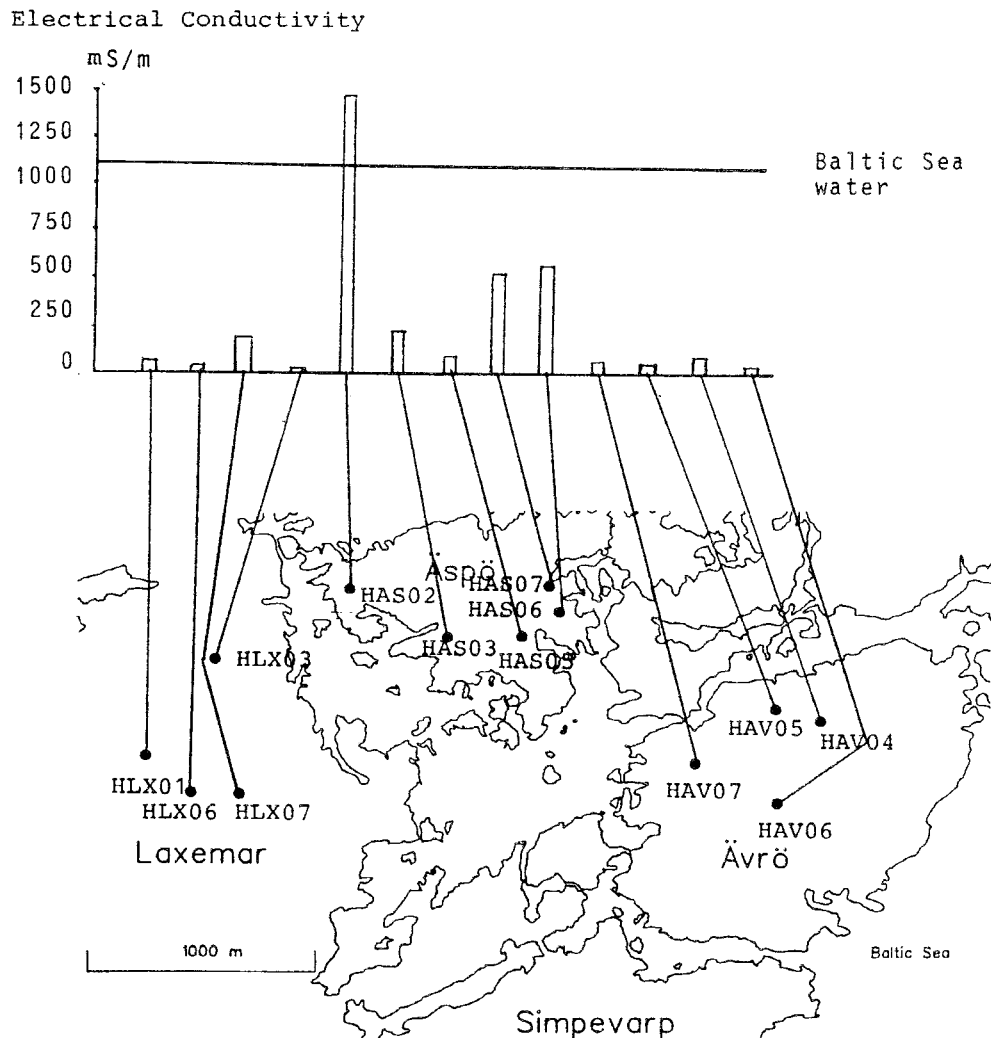 Electrical Conductivity
mS/m
1500
1250
1000
750
500
250
0
Baltic Sea
water
Äspö
HAS07
HAS02
HAS06
HAS03
HAS05
HLX03
HAV05
HAV04
HLX01
HAV07
HLX06
HLX07
HAV06
Laxemar
Ävrö
1000 m
Baltic Sea
Simpevarp